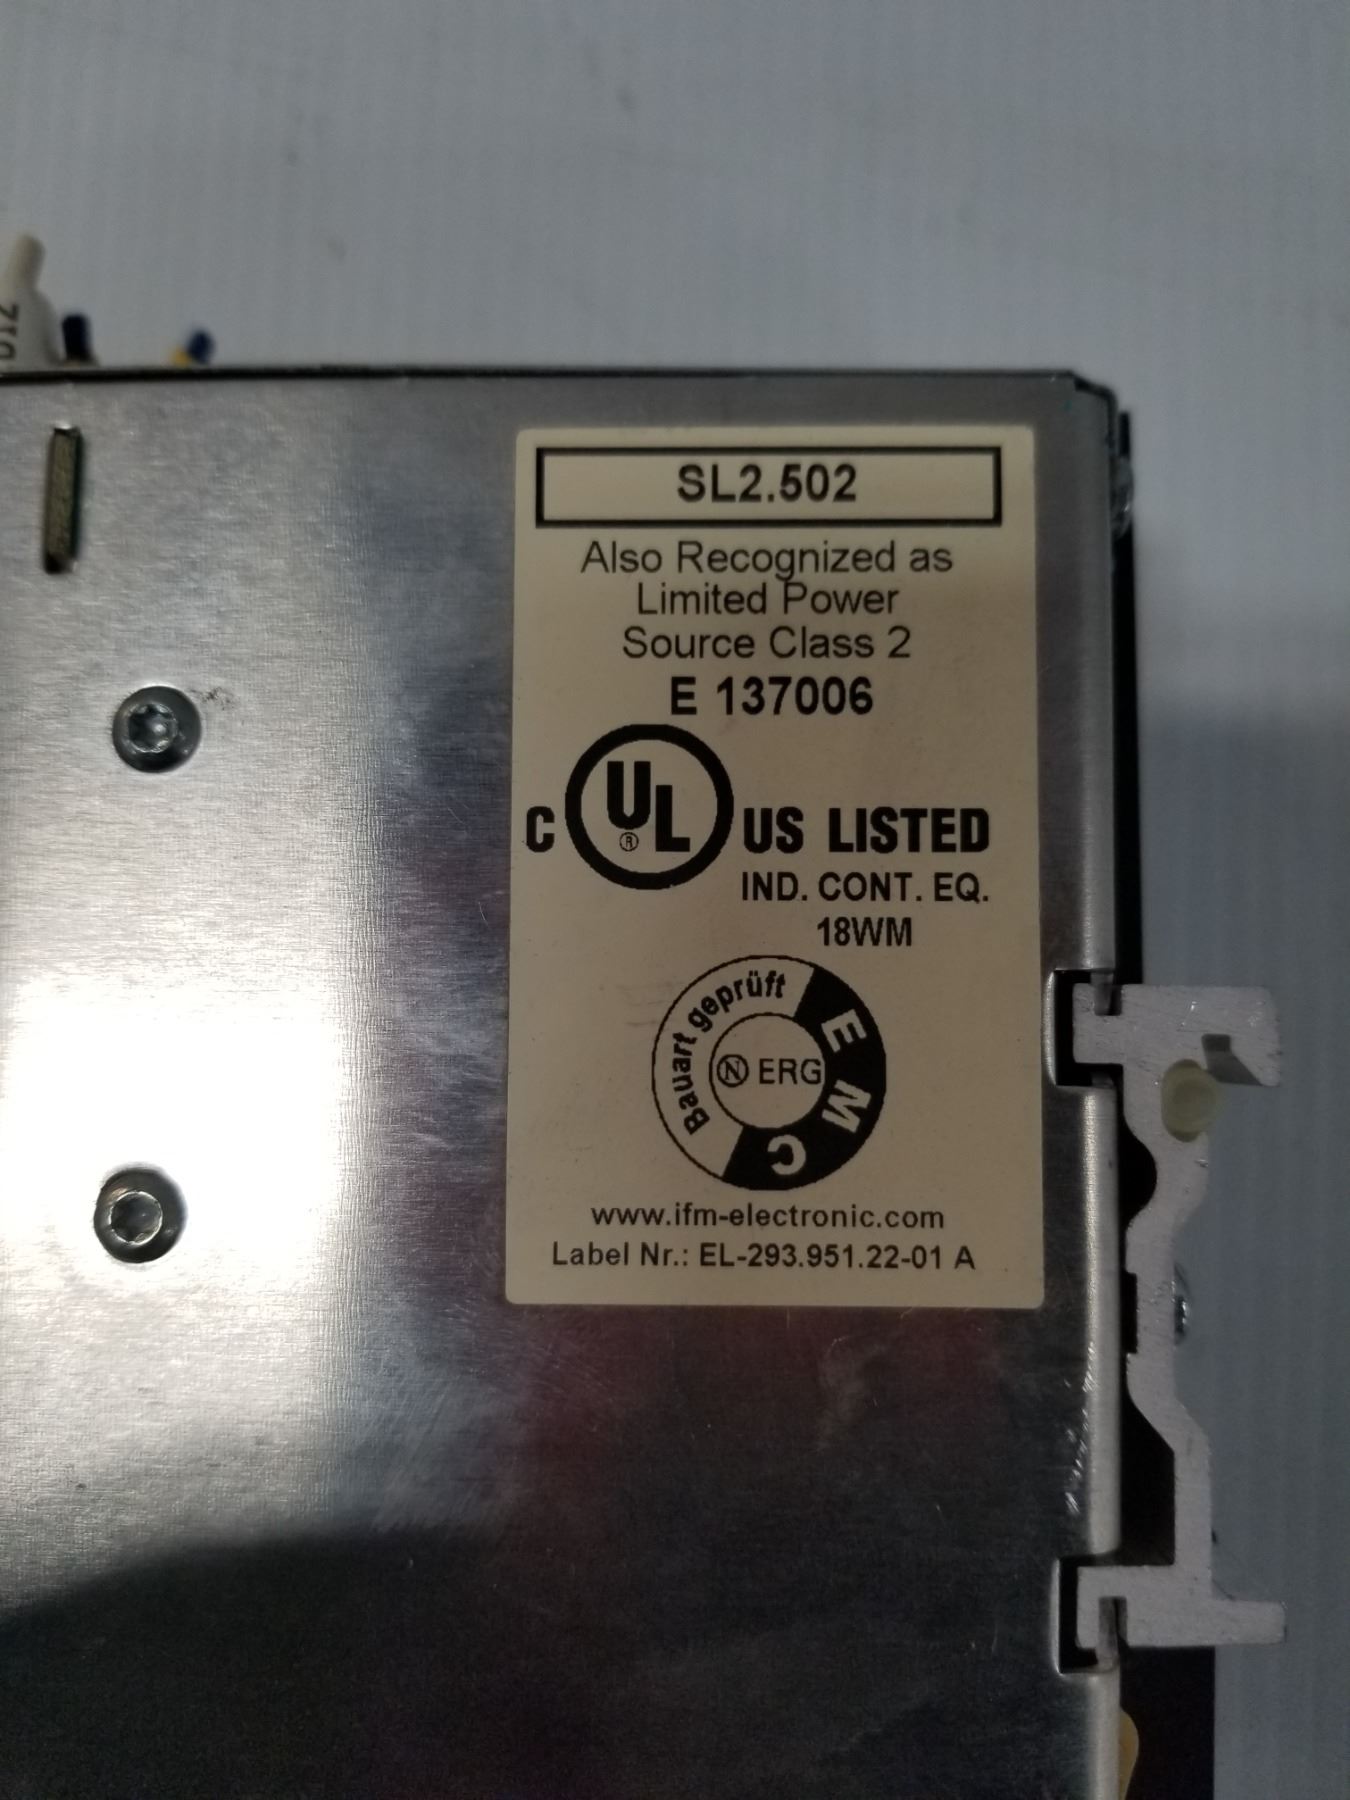 SL2.502
Also Recognized as
Limited Power
Source Class 2
E 137006
C UL® US LISTED
IND. CONT. EQ.
18WM
Bauart geprüft EMC
N ERG
www.ifm-electronic.com
Label Nr.: EL-293.951.22-01 A